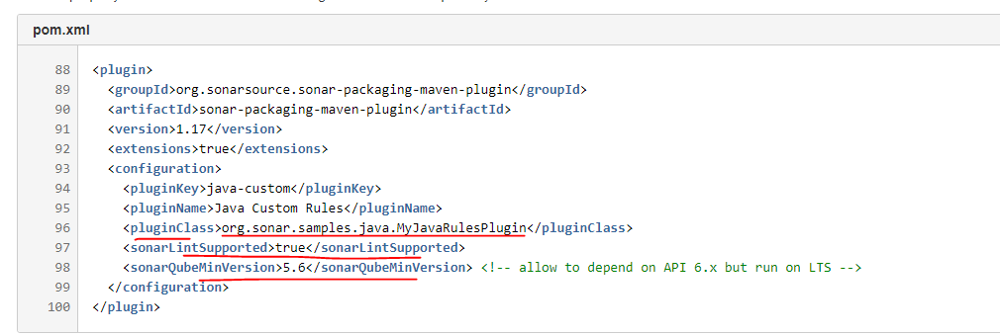 pom.xml
88 <plugin>
89 <groupId>org.sonarsource.sonar-packaging-maven-plugin</groupId>
90 <artifactId>sonar-packaging-maven-plugin</artifactId>
91 <version>1.17</version>
92 <extensions>true</extensions>
93 <configuration>
94 <pluginKey>java-custom</pluginKey>
95 <pluginName>Java Custom Rules</pluginName>
96 <pluginClass>org.sonar.samples.java.MyJavaRulesPlugin</pluginClass>
97 <sonarLintSupported>true</sonarLintSupported>
98 <sonarQubeMinVersion>5.6</sonarQubeMinVersion> <!-- allow to depend on API 6.x but run on LTS -->
99 </configuration>
100 </plugin>